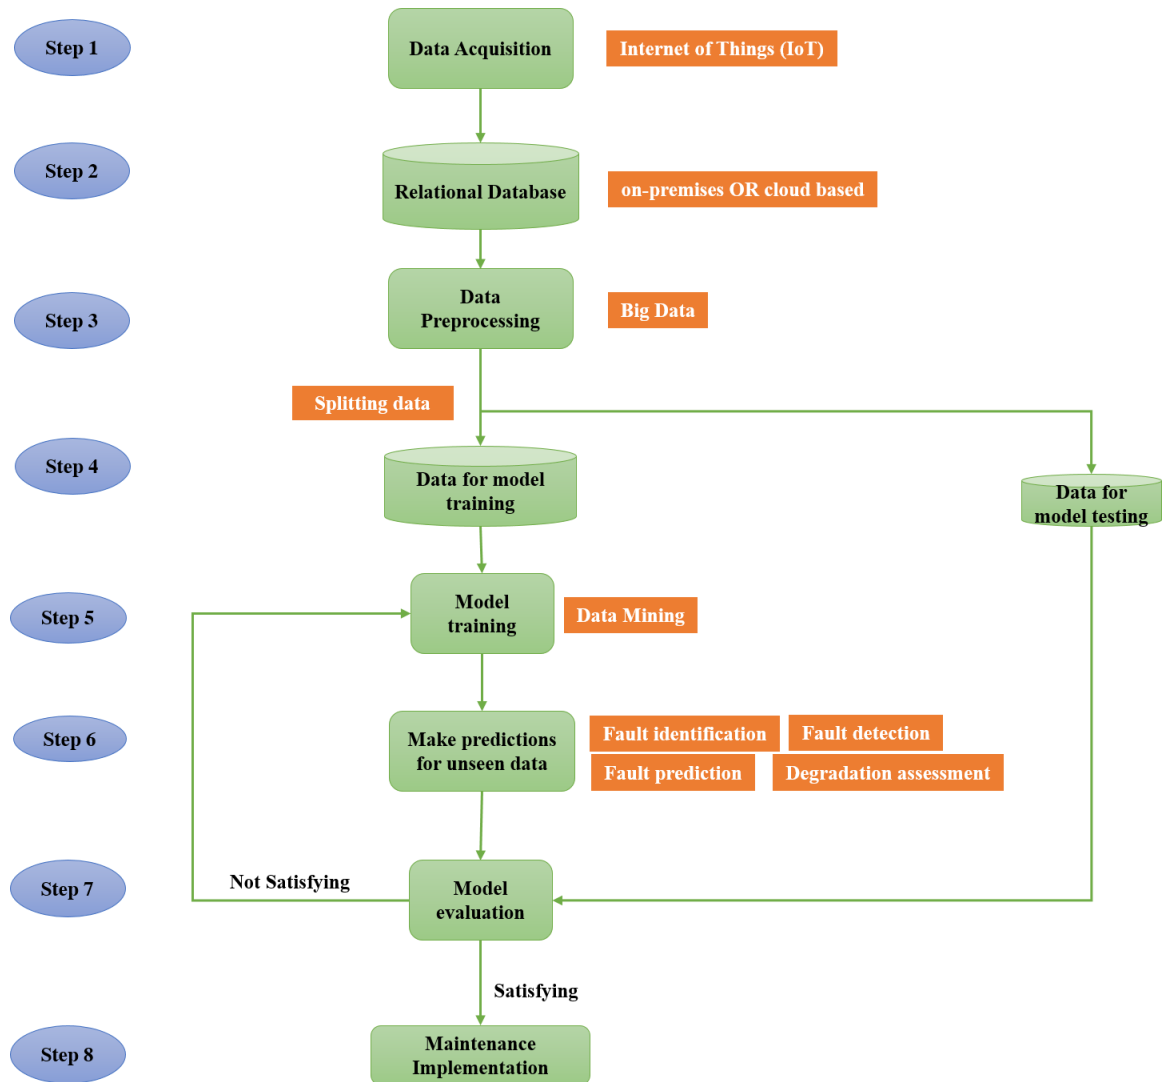 Step 1
Data Acquisition
Internet of Things (IoT)
Step 2
Relational Database
on-premises OR cloud based
Step 3
Data
Preprocessing
Big Data
Splitting data
Step 4
Data for model
training
Data for
model testing
Step 5
Model
training
Data Mining
Step 6
Make predictions
for unseen data
Fault identification
Fault detection
Fault prediction
Degradation assessment
Step 7
Not Satisfying
Model
evaluation
Satisfying
Step 8
Maintenance
Implementation